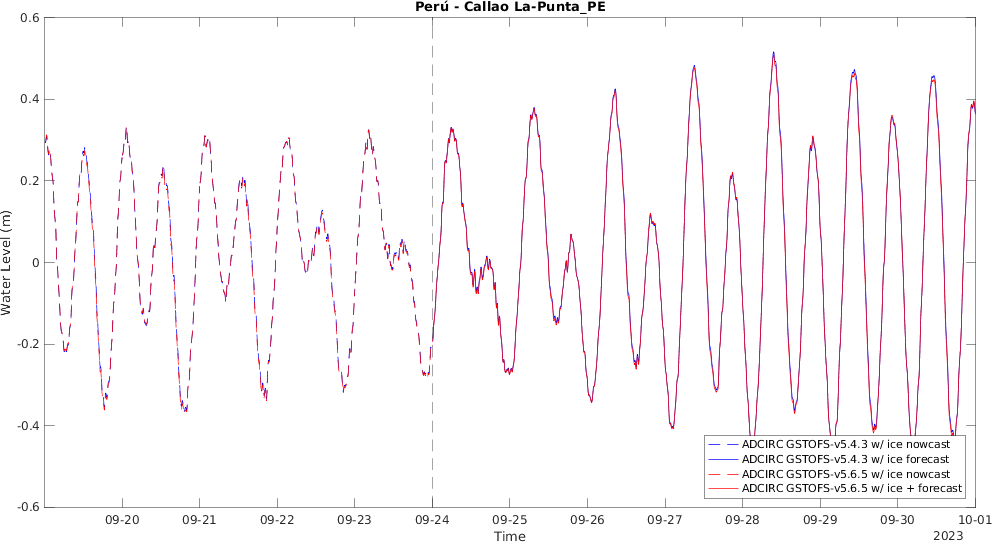 Perú - Callao La-Punta_PE
0.6
0.4
0.2
0
-0.2
-0.4
-0.6
Water Level (m)
ADCIRC GSTOFS-v5.4.3 w/ ice nowcast
ADCIRC GSTOFS-v5.4.3 w/ ice forecast
ADCIRC GSTOFS-v5.6.5 w/ ice nowcast
ADCIRC GSTOFS-v5.6.5 w/ ice + forecast
09-20 09-21 09-22 09-23 09-24 09-25 09-26 09-27 09-28 09-29 09-30 10-01
Time
2023